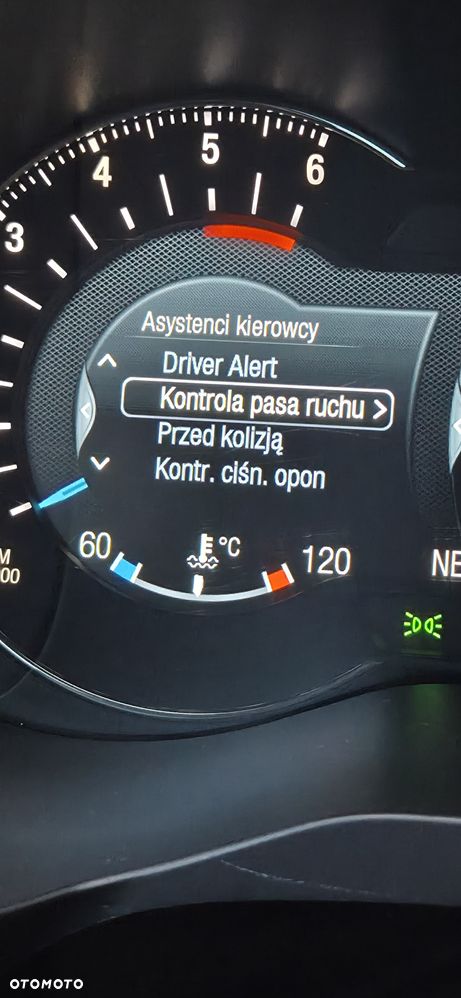 5
4
6
3
Asystenci kierowcy
Driver Alert
Kontrola pasa ruchu
Przed kolizją
Kontr. ciśn. opon
60
°C
120
OTOMOTO